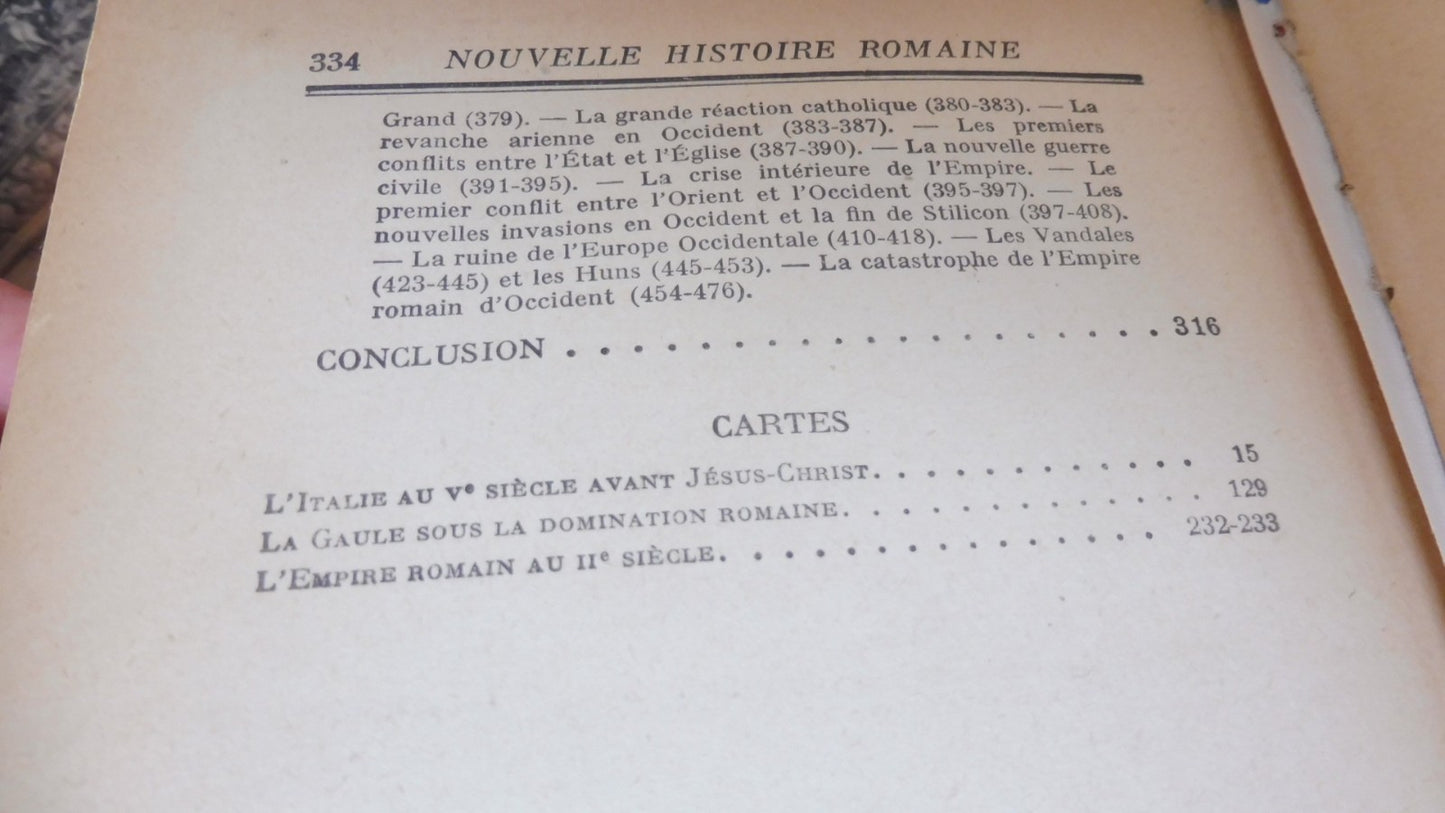 334 NOUVELLE HISTOIRE ROMAINE
Grand (379). — La grande réaction catholique (380-383). — La
revanche arienne en Occident (383-387). — Les premiers
conflits entre l'État et l'Église (387-390). — La nouvelle guerre
civile (391-395). — La crise intérieure de l'Empire. — Le
premier conflit entre l'Orient et l'Occident (395-397). — Les
nouvelles invasions en Occident et la fin de Stilicon (397-408).
— La ruine de l'Europe Occidentale (410-418). — Les Vandales
(423-445) et les Huns (445-453). — La catastrophe de l'Empire
romain d'Occident (454-476).
CONCLUSION . . . . . . . . . . . . . . . . . . 316
CARTES
L'Italie au Ve siècle avant Jésus-Christ. . . . . . . . . . . . . 15
La Gaule sous la domination romaine. . . . . . . . . . . . . 129
L'Empire romain au IIe siècle. . . . . . . . . . . . . 232-233